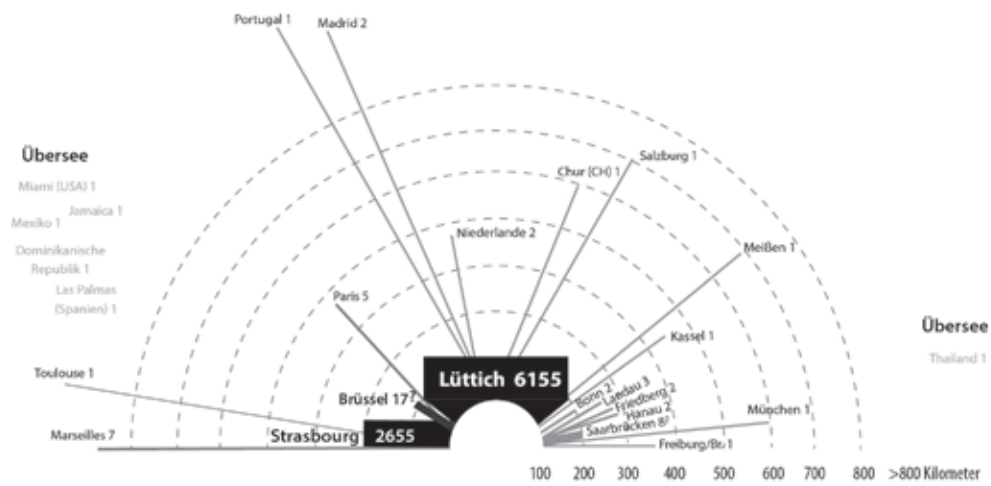 Portugal 1
Madrid 2
Übersee
Miami (USA) 1
Jamaica 1
Mexiko 1
Dominikanische
Republik 1
Las Palmas
(Spanien) 1
Salzburg 1
Chur (CH) 1
Niederlande 2
Meißen 1
Paris 5
Kassel 1
Übersee
Thailand 1
Toulouse 1
Lüttich 6155
Brüssel 17
Bonn 2
Landau 3
Friedberg 2
Hanau 2
München 1
Saarbrücken 8
Marseilles 7
Strasbourg 2655
Freiburg/Br. 1
100 200 300 400 500 600 700 800 >800 Kilometer